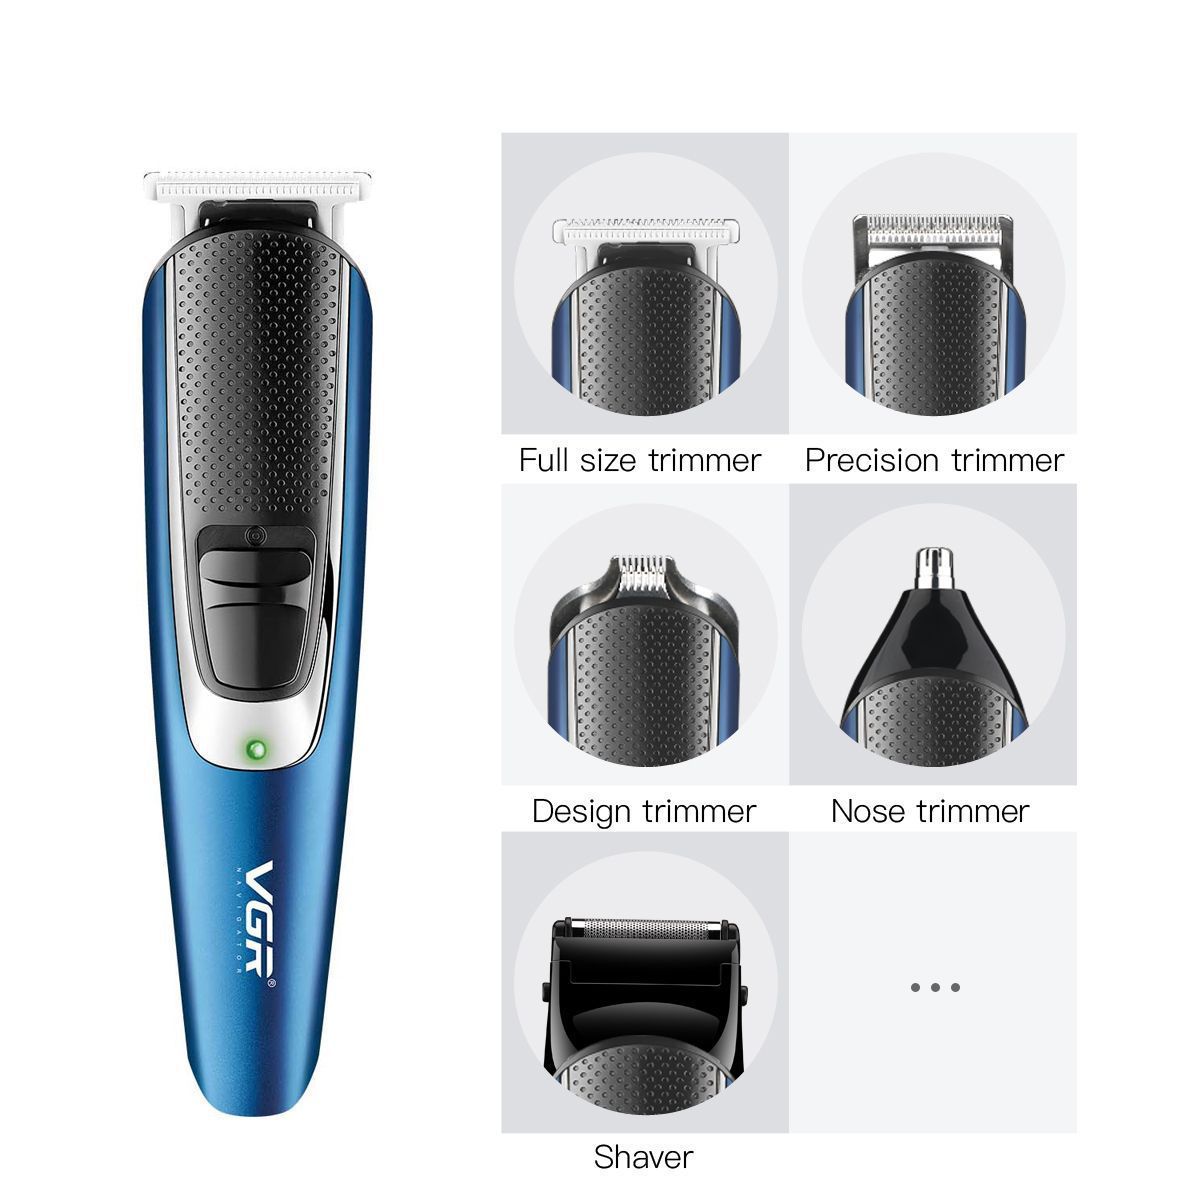 Full size trimmer
Precision trimmer
Design trimmer
Nose trimmer
VGR®
NAVIGATOR
Shaver
...